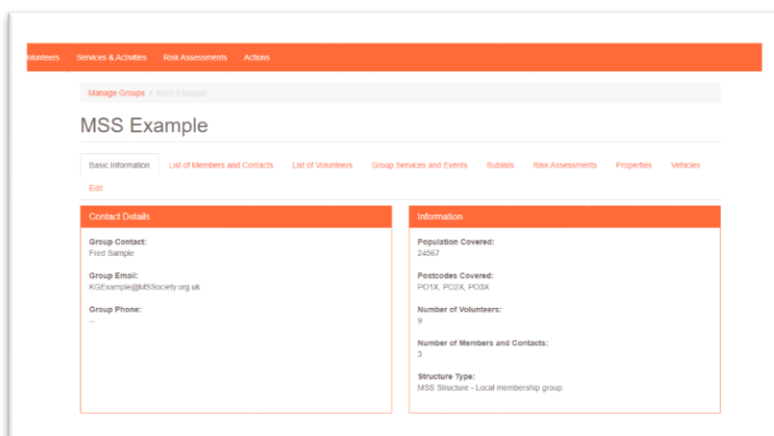 olunteers Services & Activities Risk Assessments Actions
Manage Groups / MSS Example
MSS Example
Basic Information List of Members and Contacts List of Volunteers Group Services and Events Sublists Risk Assessments Properties Vehicles
Edit
Contact Details
Group Contact:
Fred Sample
Group Email:
KGExample@MSSociety.org.uk
Group Phone:
--
Information
Population Covered:
24567
Postcodes Covered:
PO1X, PO2X, PO3X
Number of Volunteers:
9
Number of Members and Contacts:
3
Structure Type:
MSS Structure - Local membership group